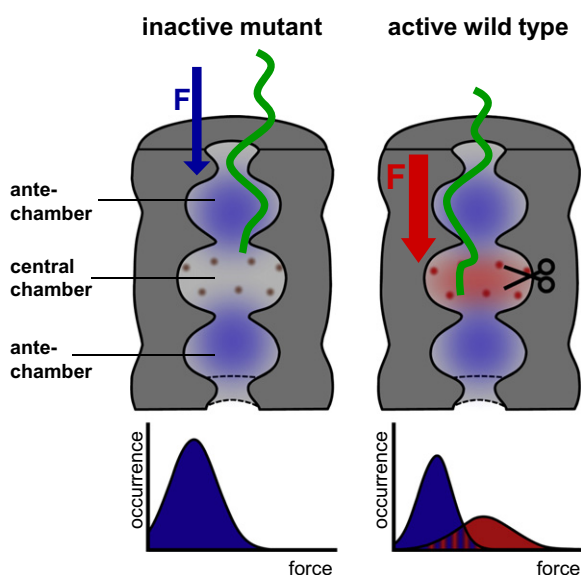 inactive mutant
active wild type
F
F
ante-
chamber
central
chamber
ante-
chamber
occurrence
force
occurrence
force